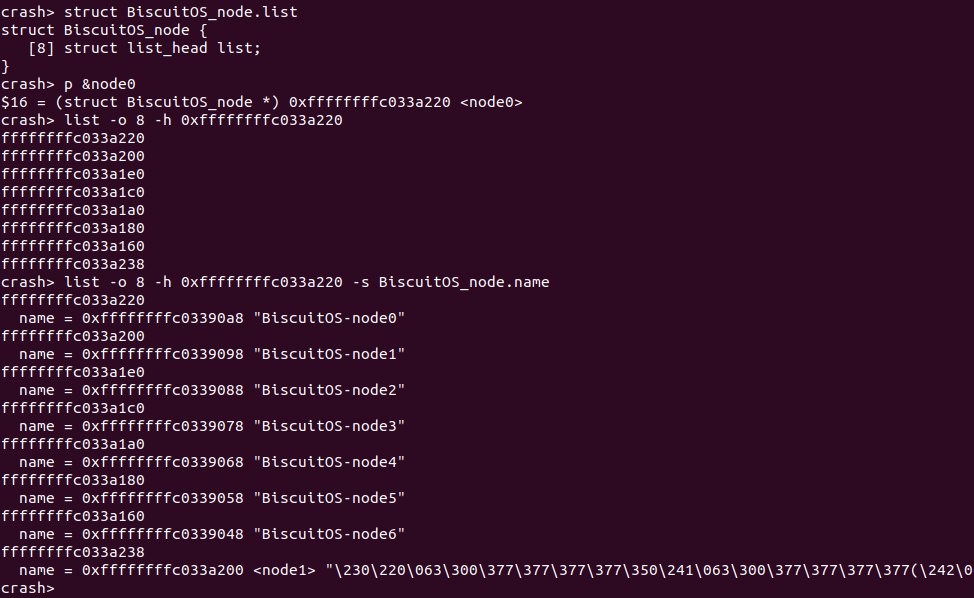 crash> struct BiscuitOS_node.list
struct BiscuitOS_node {
   [8] struct list_head list;
}
crash> p &node0
$16 = (struct BiscuitOS_node *) 0xffffffffc033a220 <node0>
crash> list -o 8 -h 0xffffffffc033a220
ffffffffc033a220
ffffffffc033a200
ffffffffc033a1e0
ffffffffc033a1c0
ffffffffc033a1a0
ffffffffc033a180
ffffffffc033a160
ffffffffc033a238
crash> list -o 8 -h 0xffffffffc033a220 -s BiscuitOS_node.name
ffffffffc033a220
  name = 0xffffffffc03390a8 "BiscuitOS-node0"
ffffffffc033a200
  name = 0xffffffffc0339098 "BiscuitOS-node1"
ffffffffc033a1e0
  name = 0xffffffffc0339088 "BiscuitOS-node2"
ffffffffc033a1c0
  name = 0xffffffffc0339078 "BiscuitOS-node3"
ffffffffc033a1a0
  name = 0xffffffffc0339068 "BiscuitOS-node4"
ffffffffc033a180
  name = 0xffffffffc0339058 "BiscuitOS-node5"
ffffffffc033a160
  name = 0xffffffffc0339048 "BiscuitOS-node6"
ffffffffc033a238
  name = 0xffffffffc033a200 <node1> "\230\220\063\300\377\377\377\377\350\241\063\300\377\377\377\377(\242\0
crash>